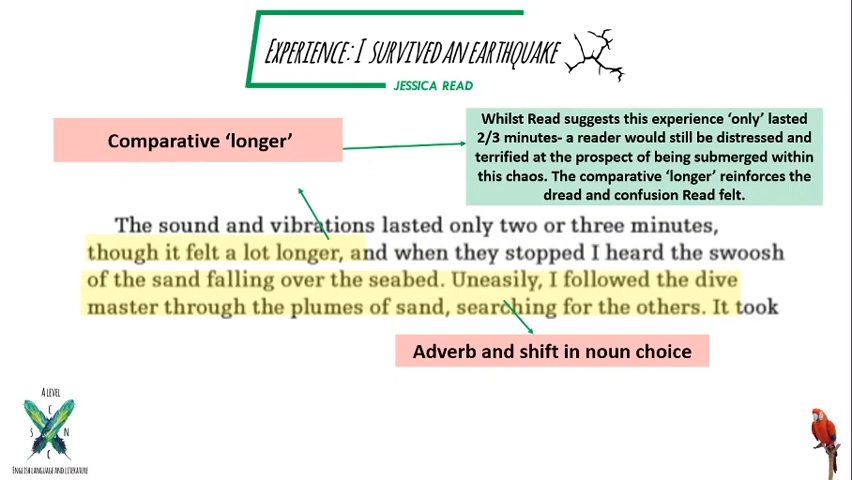 EXPERIENCE: I SURVIVED AN EARTHQUAKE
JESSICA READ
Comparative ‘longer’
Whilst Read suggests this experience ‘only’ lasted
2/3 minutes- a reader would still be distressed and
terrified at the prospect of being submerged within
this chaos. The comparative ‘longer’ reinforces the
dread and confusion Read felt.
The sound and vibrations lasted only two or three minutes,
though it felt a lot longer, and when they stopped I heard the swoosh
of the sand falling over the seabed. Uneasily, I followed the dive
master through the plumes of sand, searching for the others. It took
Adverb and shift in noun choice
A LEVEL
C
S N
C
ENGLISH LANGUAGE AND LITERATURE